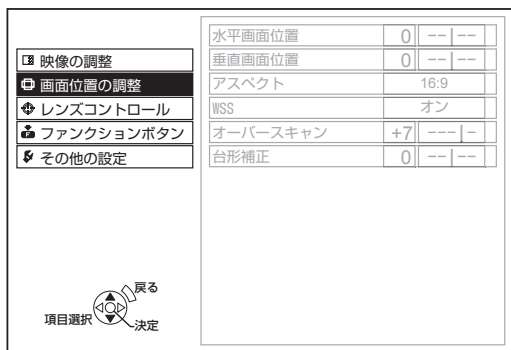 映像の調整
画面位置の調整
レンズコントロール
ファンクションボタン
その他の設定
水平画面位置 0 --|--
垂直画面位置 0 --|--
アスペクト 16:9
WSS オン
オーバースキャン +7 ---|-
台形補正 0 --|--
戻る
項目選択
決定